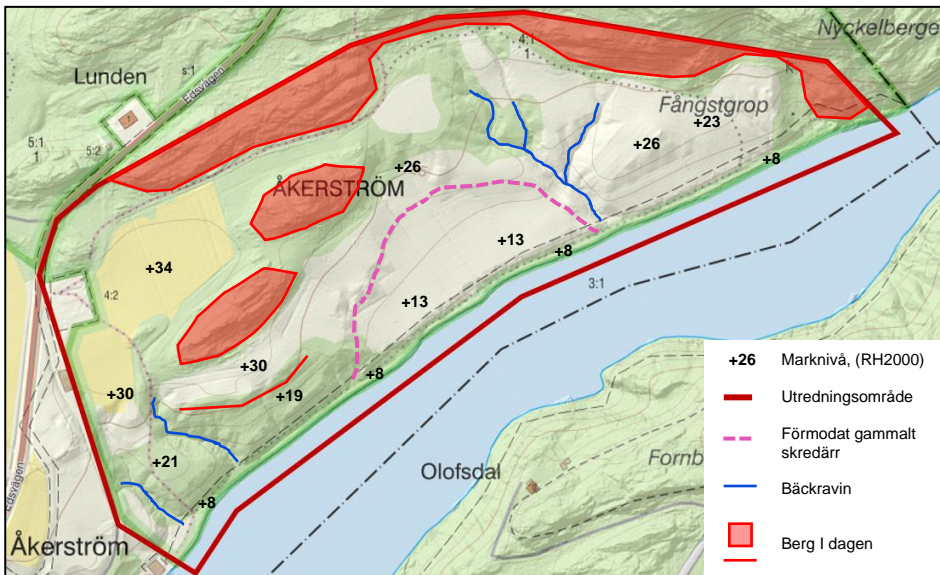 Nyckelberge
Lunden
s:1
Edsvägen
4:1
1
5:1
1
5:2
Fångstgrop
+23
+26
+8
+26
ÅKERSTRÖM
+13
+8
+34
3:1
4:2
+13
+30
+8
+30
+19
+21
+8
Olofsdal
Fornb
Edsvägen
Åkerström
+26 Marknivå, (RH2000)
Utredningsområde
Förmodat gammalt
skredärr
Bäckravin
Berg I dagen